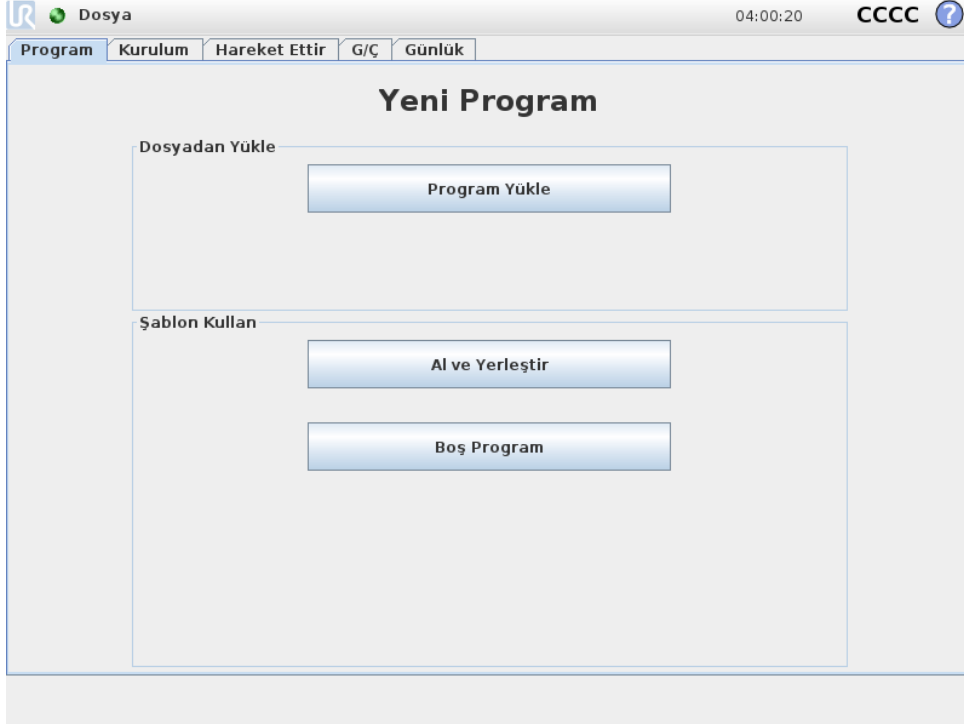 UR Dosya 04:00:20 CCCC ?
Program Kurulum Hareket Ettir G/Ç Günlük
Yeni Program
Dosyadan Yükle
Program Yükle
Şablon Kullan
Al ve Yerleştir
Boş Program